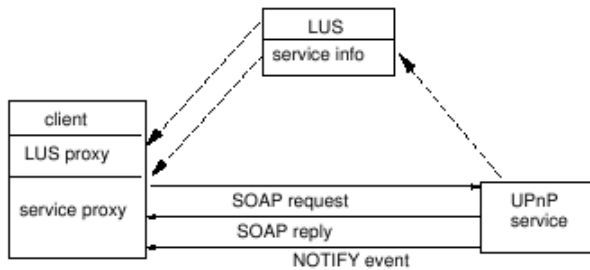 LUS
service info
client
LUS proxy
service proxy
SOAP request
UPnP
service
SOAP reply
NOTIFY event